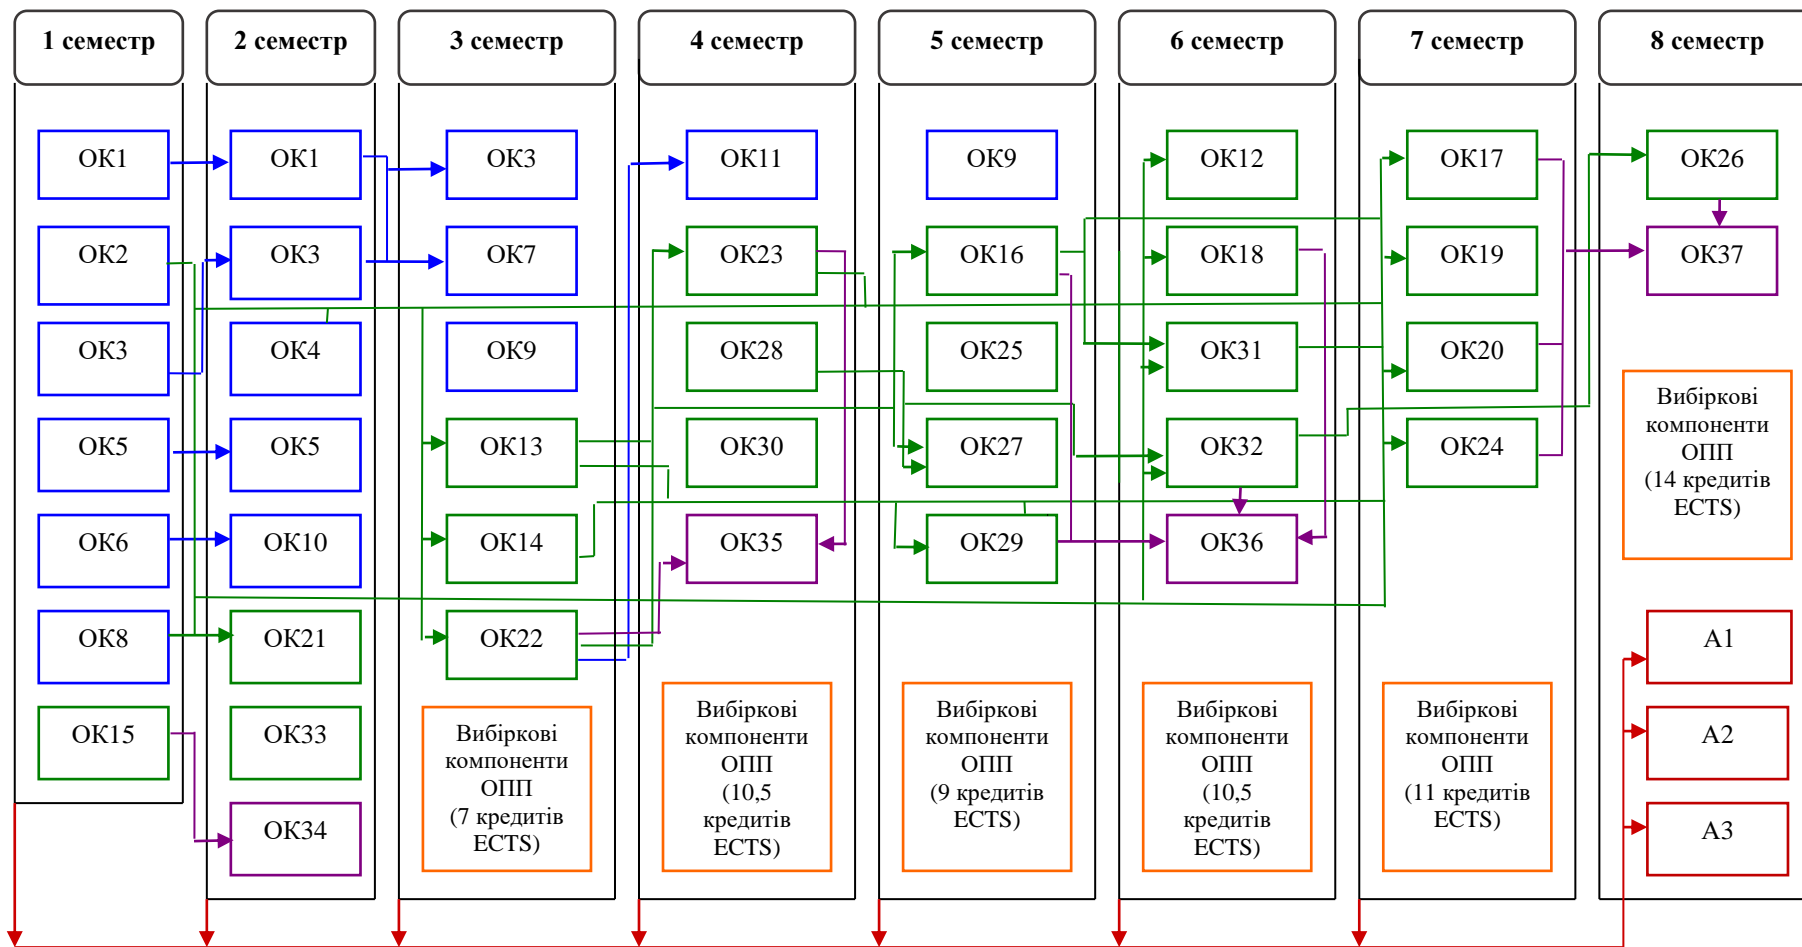 1 семестр
2 семестр
3 семестр
4 семестр
5 семестр
6 семестр
7 семестр
8 семестр
ОК1
ОК2
ОК3
ОК5
ОК6
ОК8
ОК15
ОК1
ОК3
ОК4
ОК5
ОК10
ОК21
ОК33
ОК34
ОК3
ОК7
ОК9
ОК13
ОК14
ОК22
Вибіркові
компоненти
ОПП
(7 кредитів
ECTS)
ОК11
ОК23
ОК28
ОК30
ОК35
Вибіркові
компоненти
ОПП
(10,5
кредитів
ECTS)
ОК9
ОК16
ОК25
ОК27
ОК29
Вибіркові
компоненти
ОПП
(9 кредитів
ECTS)
ОК12
ОК18
ОК31
ОК32
ОК36
Вибіркові
компоненти
ОПП
(10,5
кредитів
ECTS)
ОК17
ОК19
ОК20
ОК24
Вибіркові
компоненти
ОПП
(11 кредитів
ECTS)
ОК26
ОК37
Вибіркові
компоненти
ОПП
(14 кредитів
ECTS)
А1
А2
А3